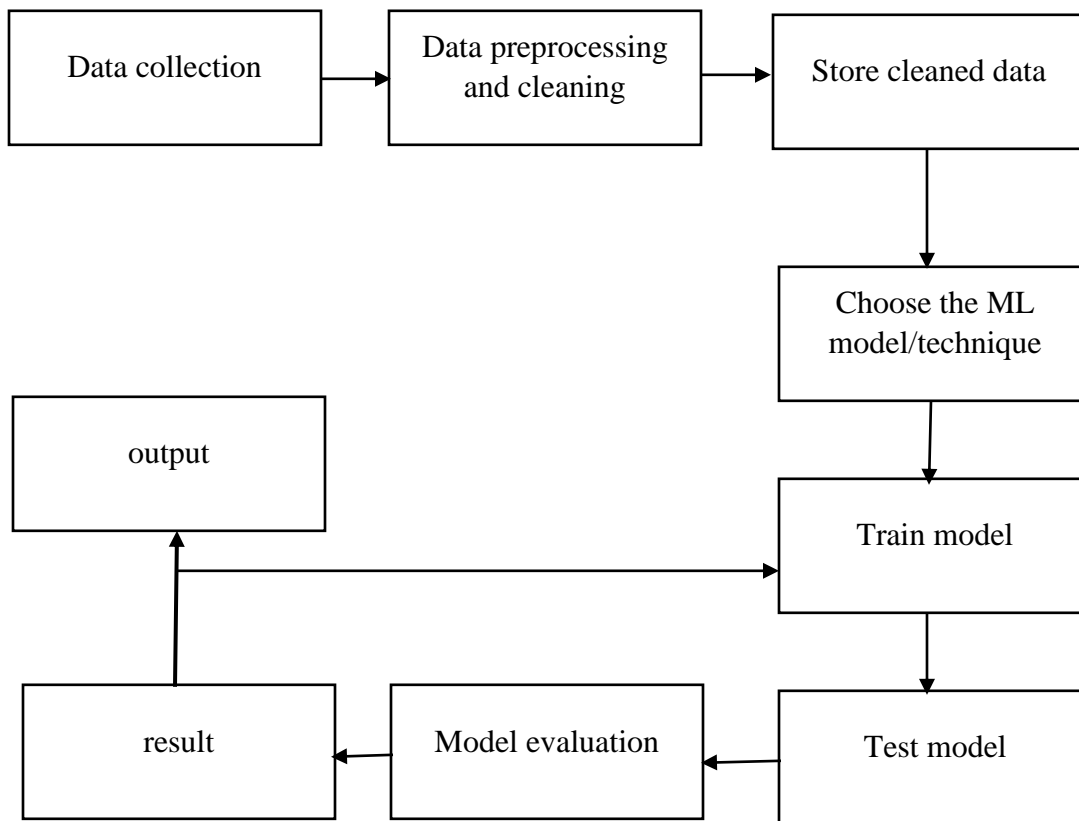 Data collection
Data preprocessing
and cleaning
Store cleaned data
Choose the ML
model/technique
output
Train model
result
Model evaluation
Test model